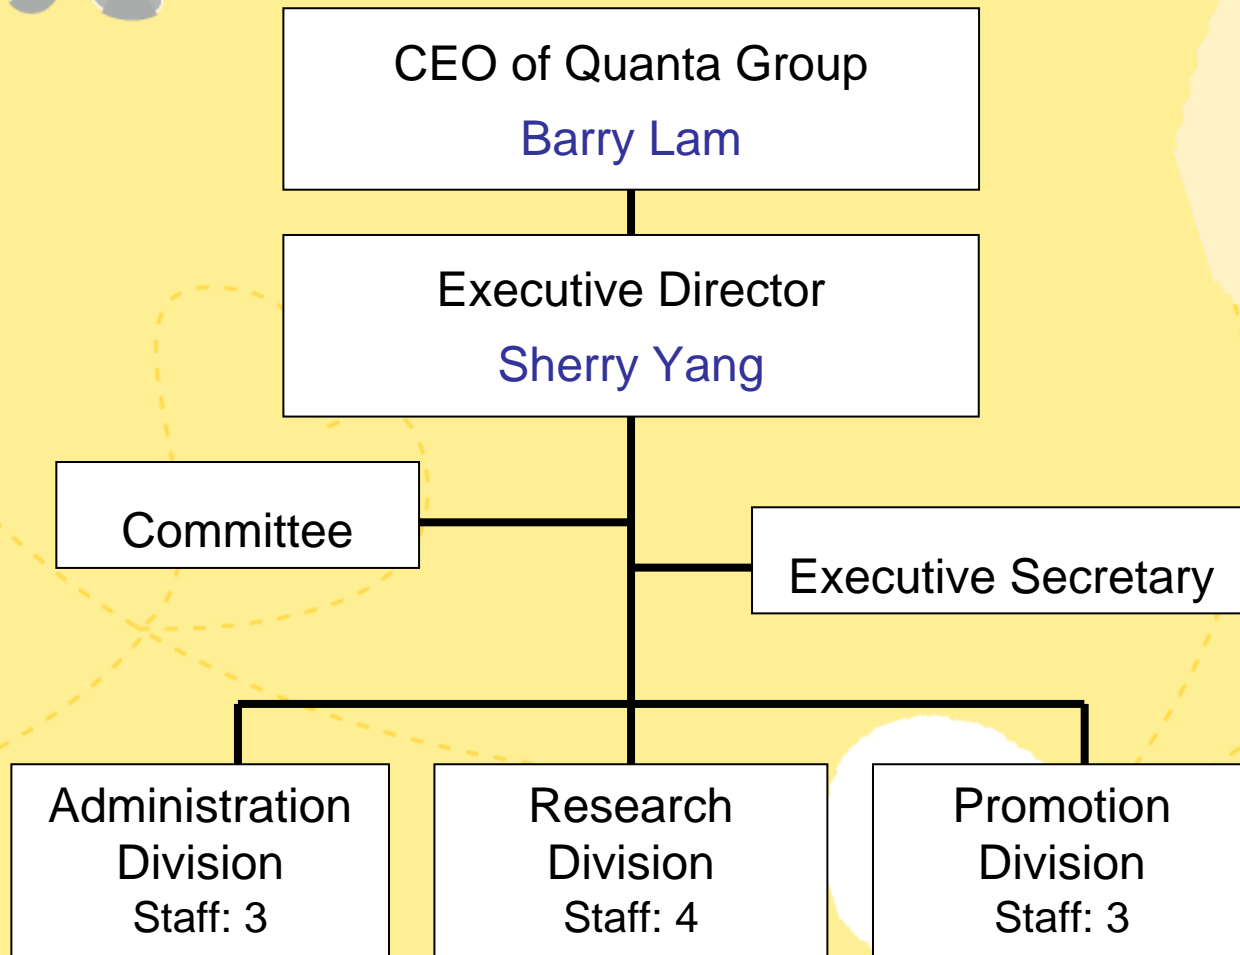 CEO of Quanta Group
Barry Lam
Executive Director
Sherry Yang
Committee
Executive Secretary
Administration
Division
Staff: 3
Research
Division
Staff: 4
Promotion
Division
Staff: 3